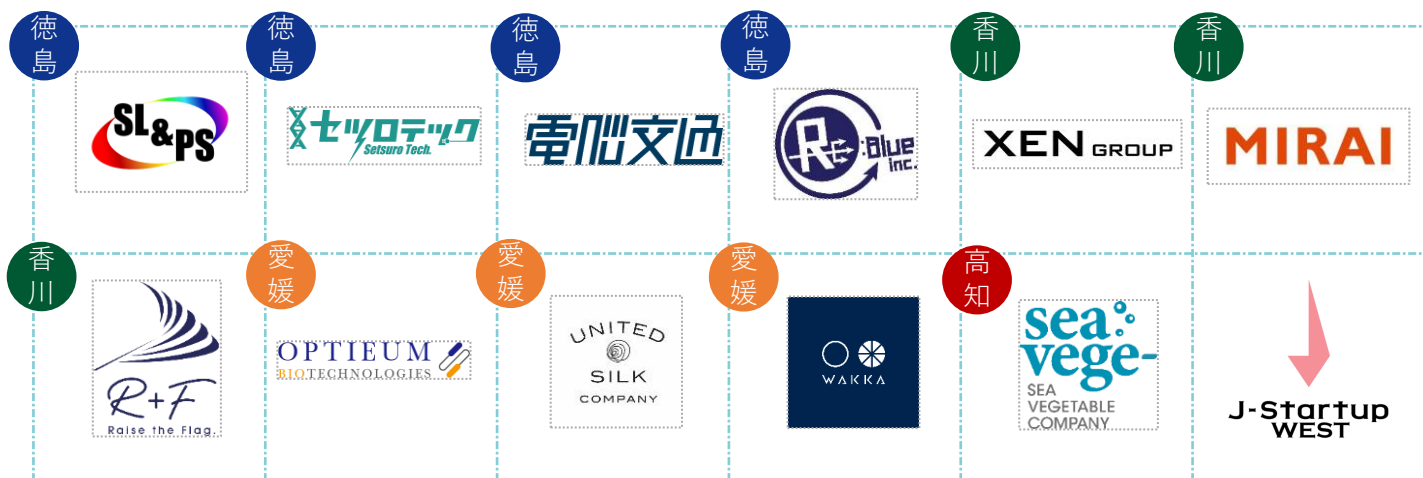 徳島
SL&PS
徳島
セツロテック
Setsuro Tech.
徳島
電脳交通
徳島
Re:Blue
inc.
香川
XEN GROUP
香川
MIRAI
香川
R+F
Raise the Flag.
愛媛
OPTIEUM
BIOTECHNOLOGIES
愛媛
UNITED
SILK
COMPANY
愛媛
WAKKA
高知
sea
vege-
SEA
VEGETABLE
COMPANY
J-Startup
WEST